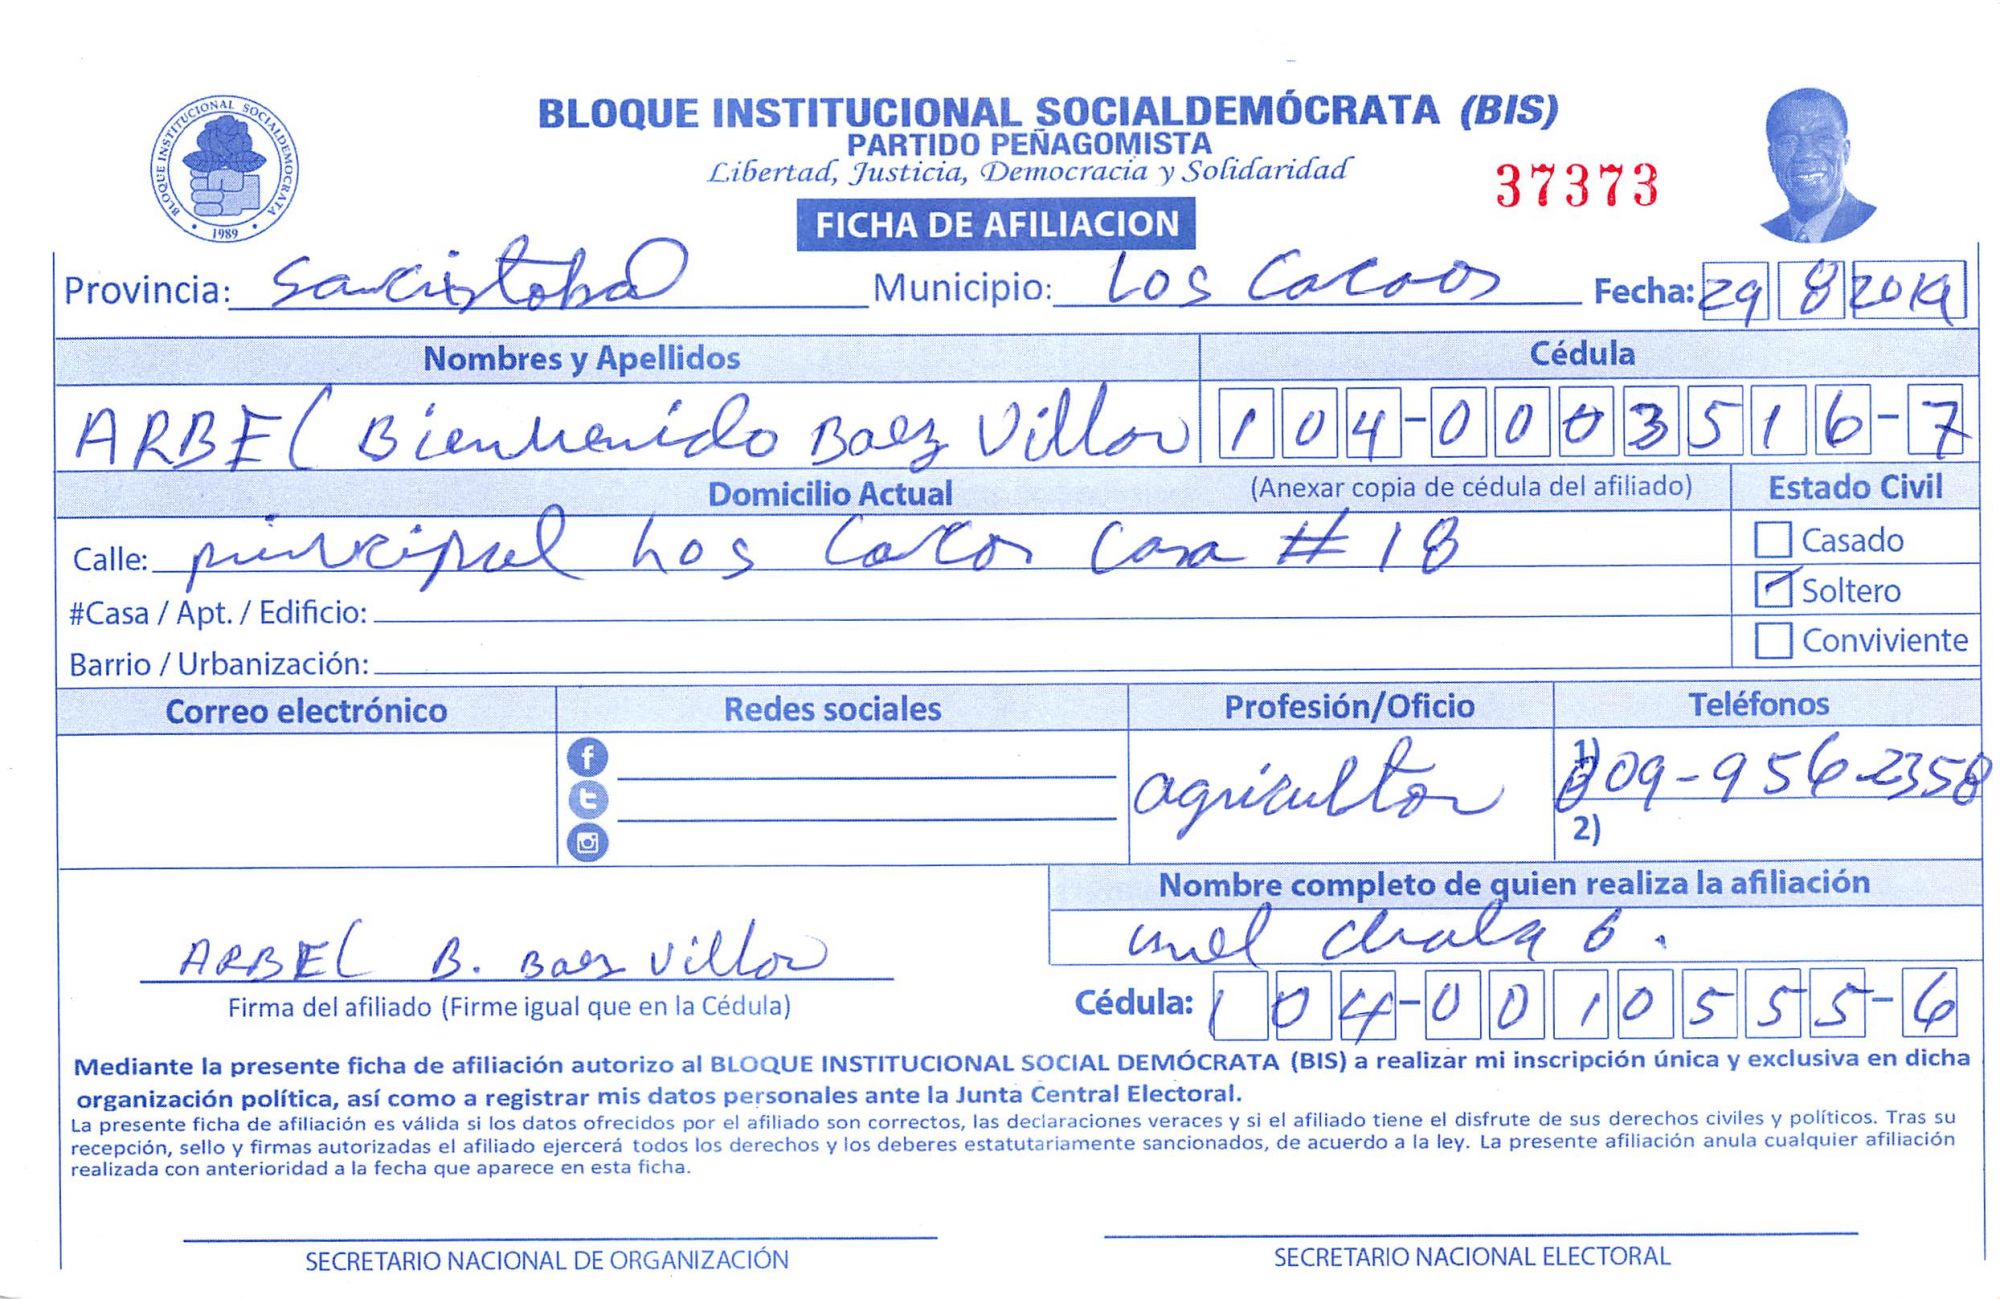 BLOQUE INSTITUCIONAL SOCIALDEMÓCRATA (BIS)
PARTIDO PEÑAGOMISTA
Libertad, Justicia, Democracia y Solidaridad
37373
BLOQUE INSTITUCIONAL SOCIALDEMOCRATA
1989
FICHA DE AFILIACION
Provincia: Sancristobal Municipio: Los Cacaos Fecha: 29 8 2019
Nombres y Apellidos Cédula
ARBEL Bienvenido Baez Villar 104-0003516-7
Domicilio Actual (Anexar copia de cédula del afiliado) Estado Civil
Calle: principal Los Cacos Casa #18 Casado
Soltero
#Casa / Apt. / Edificio:
Conviviente
Barrio / Urbanización:
Correo electrónico Redes sociales Profesión/Oficio Teléfonos
agricultor 1) 809-956-2358
2)
Nombre completo de quien realiza la afiliación
B.
ARBEL B. Baez Villar
Firma del afiliado (Firme igual que en la Cédula) Cédula: 104-0010555-6
Mediante la presente ficha de afiliación autorizo al BLOQUE INSTITUCIONAL SOCIAL DEMÓCRATA (BIS) a realizar mi inscripción única y exclusiva en dicha
organización política, así como a registrar mis datos personales ante la Junta Central Electoral.
La presente ficha de afiliación es válida si los datos ofrecidos por el afiliado son correctos, las declaraciones veraces y si el afiliado tiene el disfrute de sus derechos civiles y políticos. Tras su
recepción, sello y firmas autorizadas el afiliado ejercerá todos los derechos y los deberes estatutariamente sancionados, de acuerdo a la ley. La presente afiliación anula cualquier afiliación
realizada con anterioridad a la fecha que aparece en esta ficha.
SECRETARIO NACIONAL DE ORGANIZACIÓN SECRETARIO NACIONAL ELECTORAL